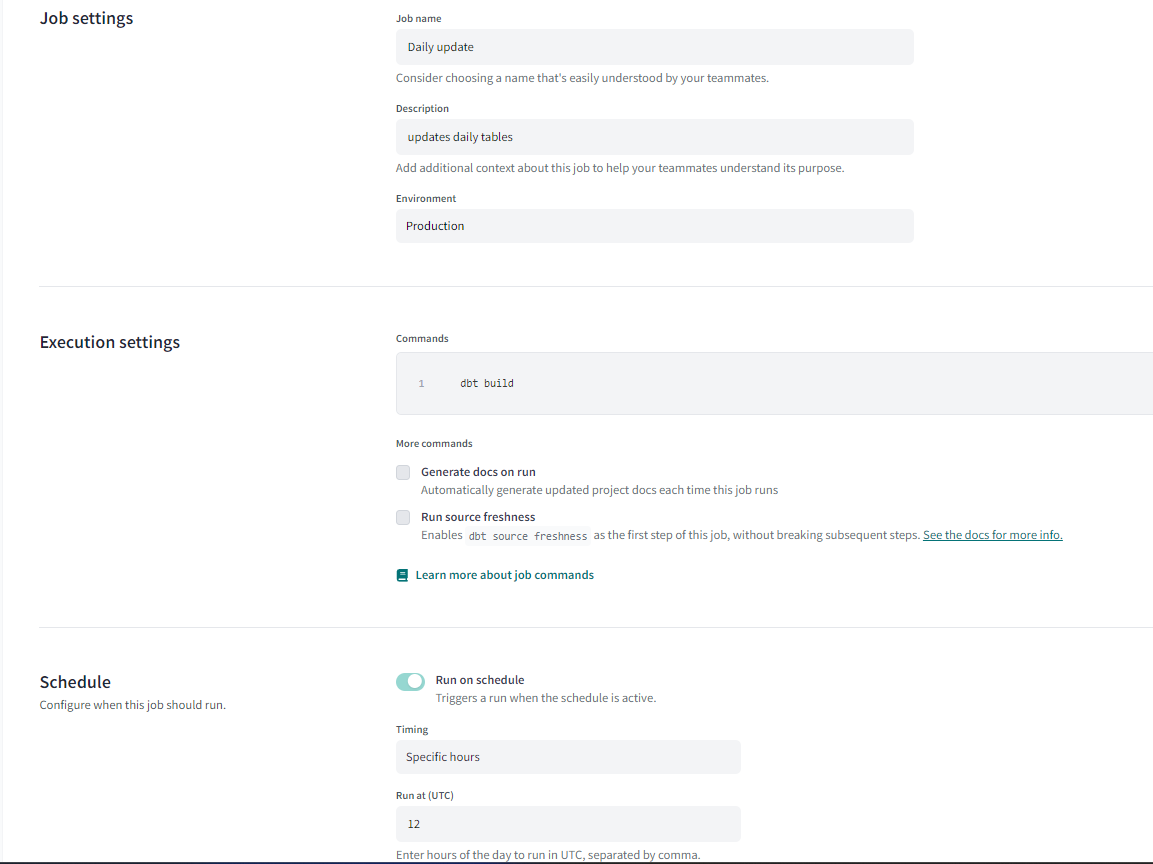 Job settings
Job name
Daily update
Consider choosing a name that's easily understood by your teammates.
Description
updates daily tables
Add additional context about this job to help your teammates understand its purpose.
Environment
Production
Execution settings
Commands
1 dbt build
More commands
Generate docs on run
Automatically generate updated project docs each time this job runs
Run source freshness
Enables dbt source freshness as the first step of this job, without breaking subsequent steps. See the docs for more info.
Learn more about job commands
Schedule
Configure when this job should run.
Run on schedule
Triggers a run when the schedule is active.
Timing
Specific hours
Run at (UTC)
12
Enter hours of the day to run in UTC, separated by comma.